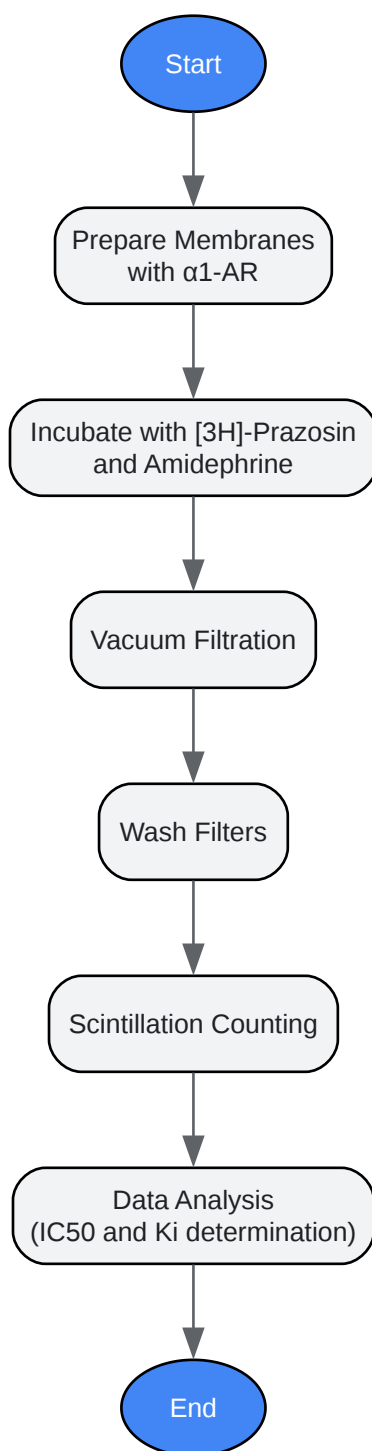 Start
Prepare Membranes
with α1-AR
Incubate with [3H]-Prazosin
and Amidephrine
Vacuum Filtration
Wash Filters
Scintillation Counting
Data Analysis
(IC50 and Ki determination)
End